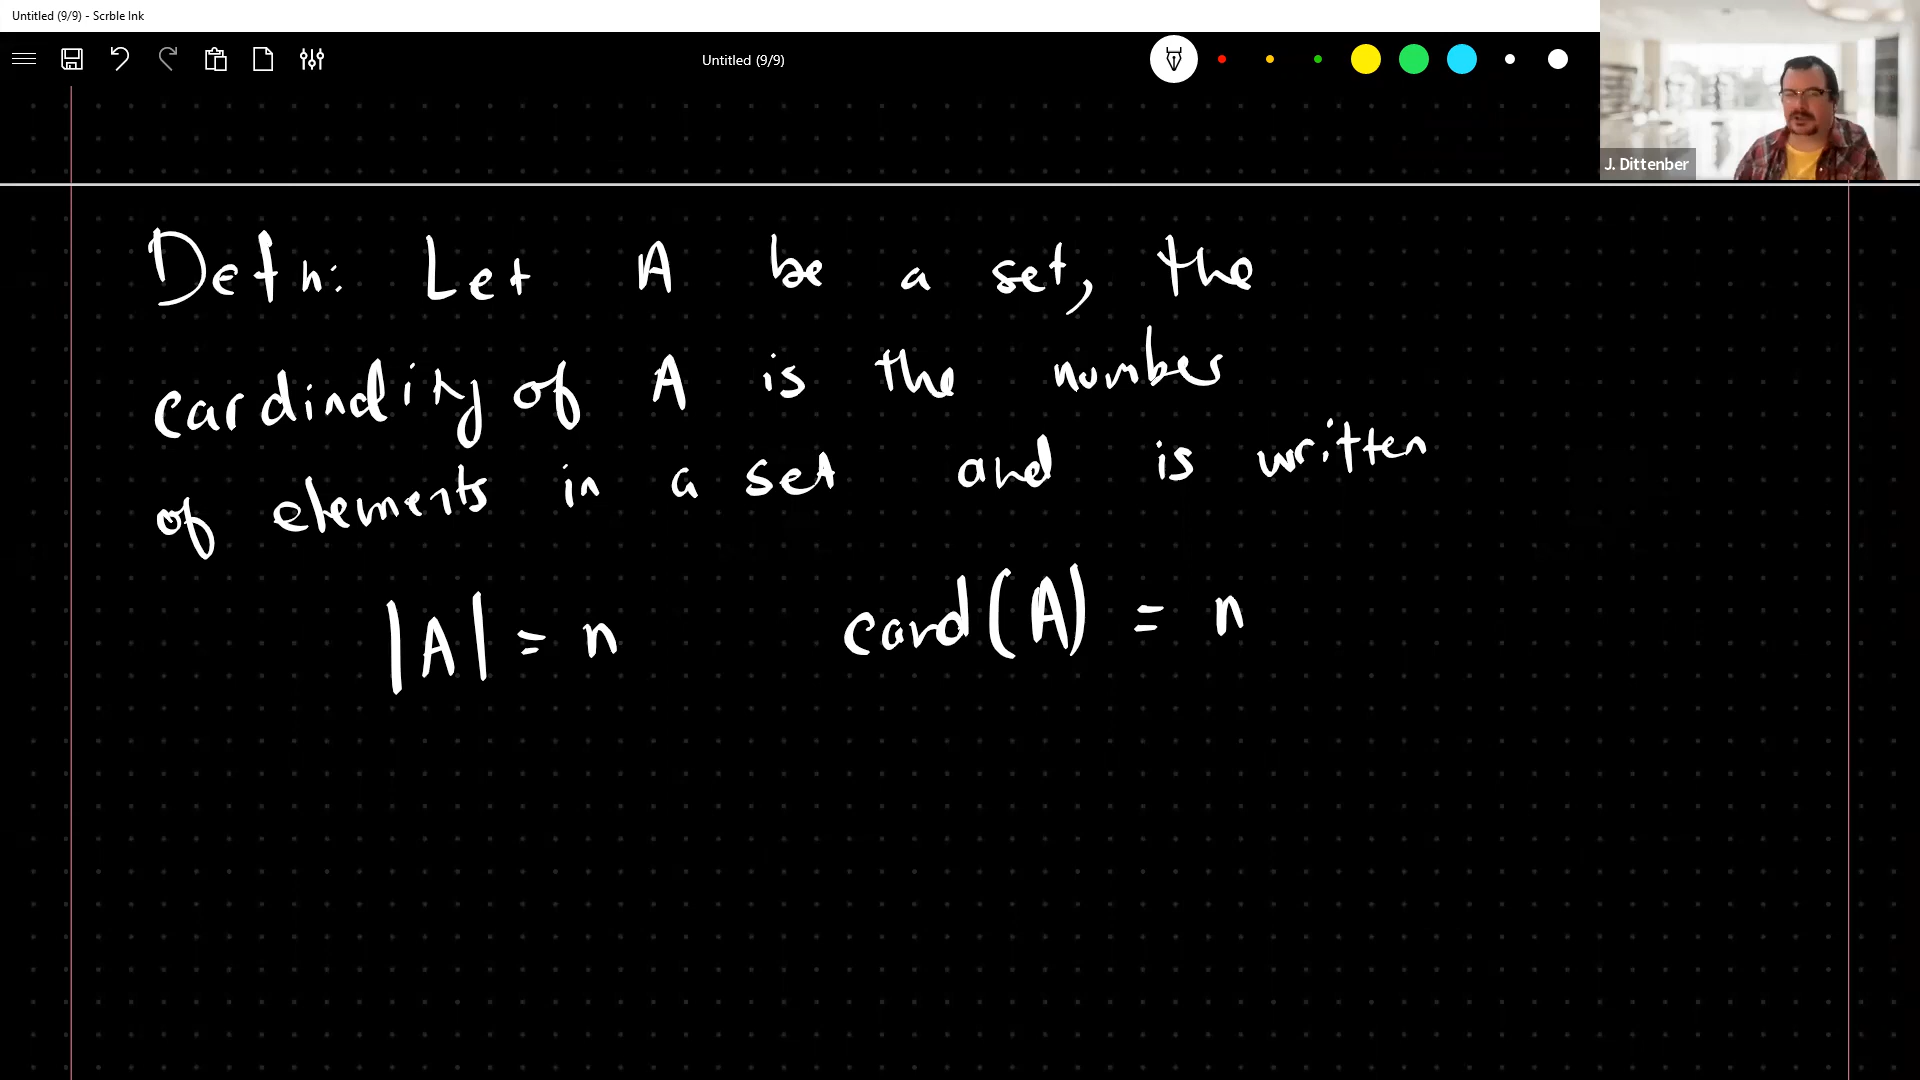 Untitled (9/9) - Scrble Ink
Untitled (9/9)
J. Dittenber
Defn: Let A be a set, the
cardinality of A is the number
of elements in a set and is written
|A| = n card(A) = n